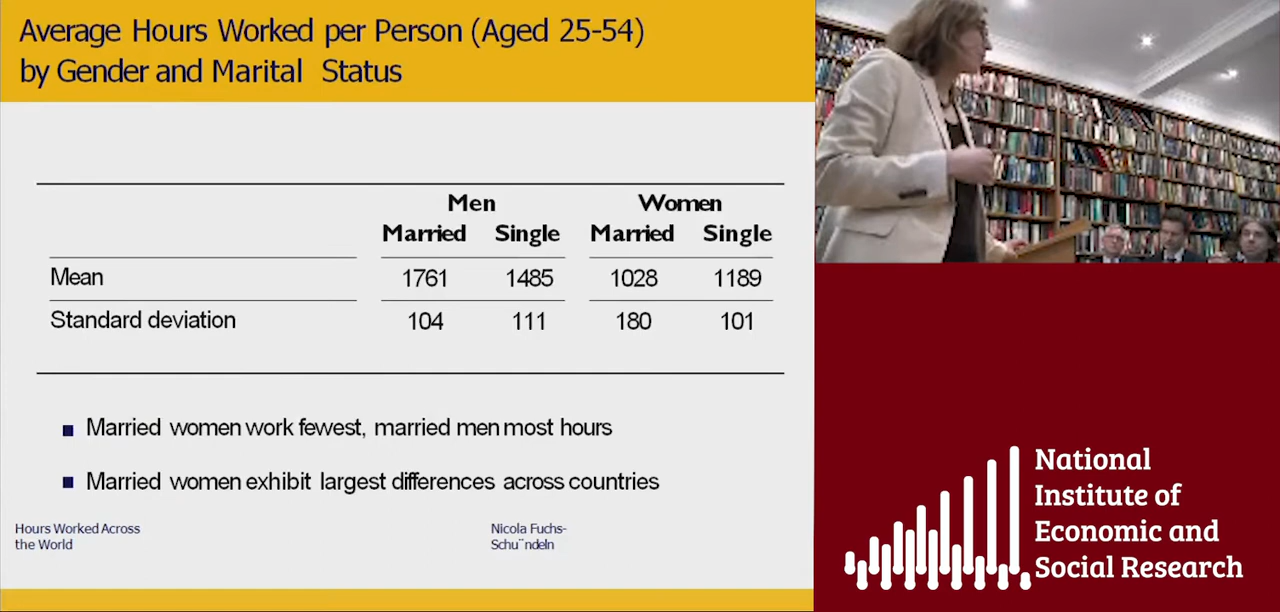 Average Hours Worked per Person (Aged 25-54)
by Gender and Marital Status
Men Women
Married Single Married Single
Mean 1761 1485 1028 1189
Standard deviation 104 111 180 101
Married women work fewest, married men most hours
Married women exhibit largest differences across countries
Hours Worked Across
the World
Nicola Fuchs-
Schu¨ndeln
National
Institute of
Economic and
Social Research